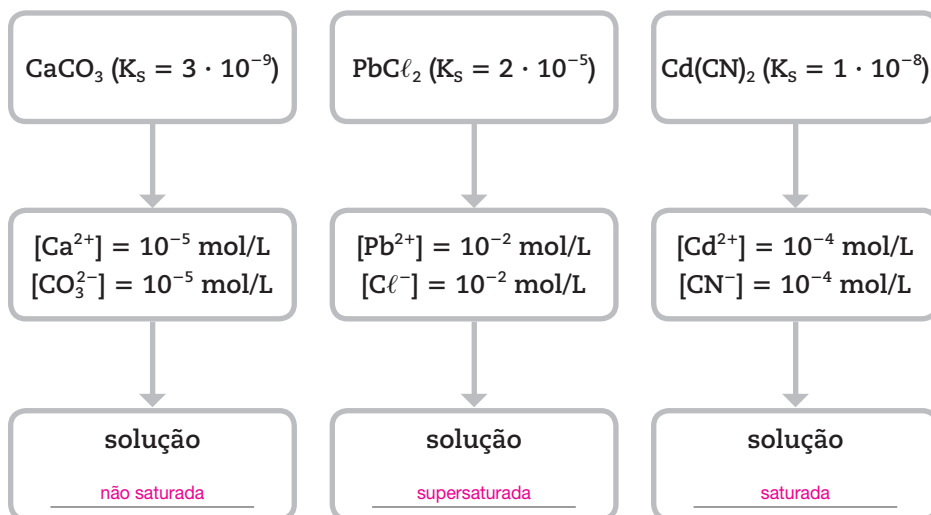 CaCO₃ (Kₛ = 3 · 10⁻⁹)
PbCℓ₂ (Kₛ = 2 · 10⁻⁵)
Cd(CN)₂ (Kₛ = 1 · 10⁻⁸)
[Ca²⁺] = 10⁻⁵ mol/L
[CO₃²⁻] = 10⁻⁵ mol/L
[Pb²⁺] = 10⁻² mol/L
[Cℓ⁻] = 10⁻² mol/L
[Cd²⁺] = 10⁻⁴ mol/L
[CN⁻] = 10⁻⁴ mol/L
solução
não saturada
solução
supersaturada
solução
saturada